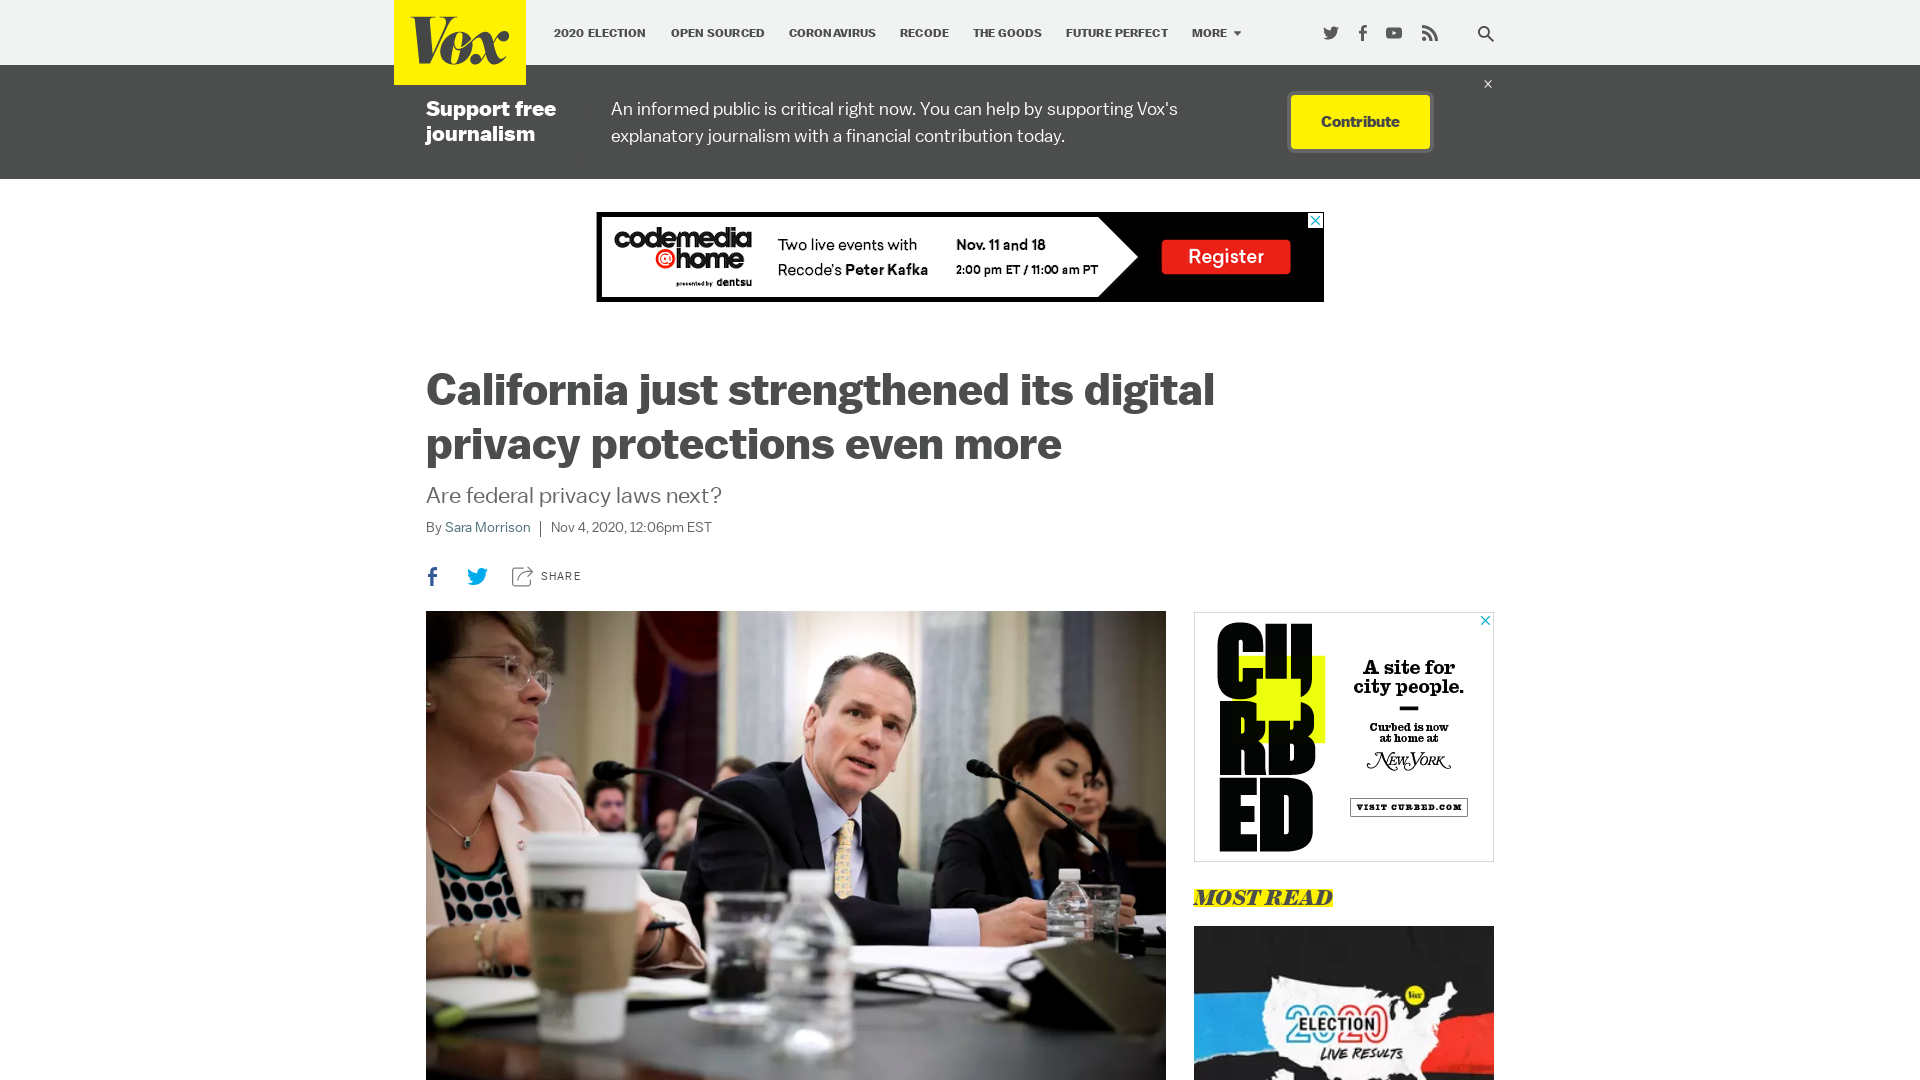 Vox
2020 ELECTION
OPEN SOURCED
CORONAVIRUS
RECODE
THE GOODS
FUTURE PERFECT
MORE
Support free
journalism
An informed public is critical right now. You can help by supporting Vox's
explanatory journalism with a financial contribution today.
Contribute
x
codemedia
@home
presented by dentsu
Two live events with
Recode's Peter Kafka
Nov. 11 and 18
2:00 pm ET / 11:00 am PT
Register
California just strengthened its digital
privacy protections even more
Are federal privacy laws next?
By Sara Morrison | Nov 4, 2020, 12:06pm EST
SHARE
CU
RB
ED
A site for
city people.
Curbed is now
at home at
NEW YORK
VISIT CURBED.COM
MOST READ
Vox
2020
ELECTION
LIVE RESULTS